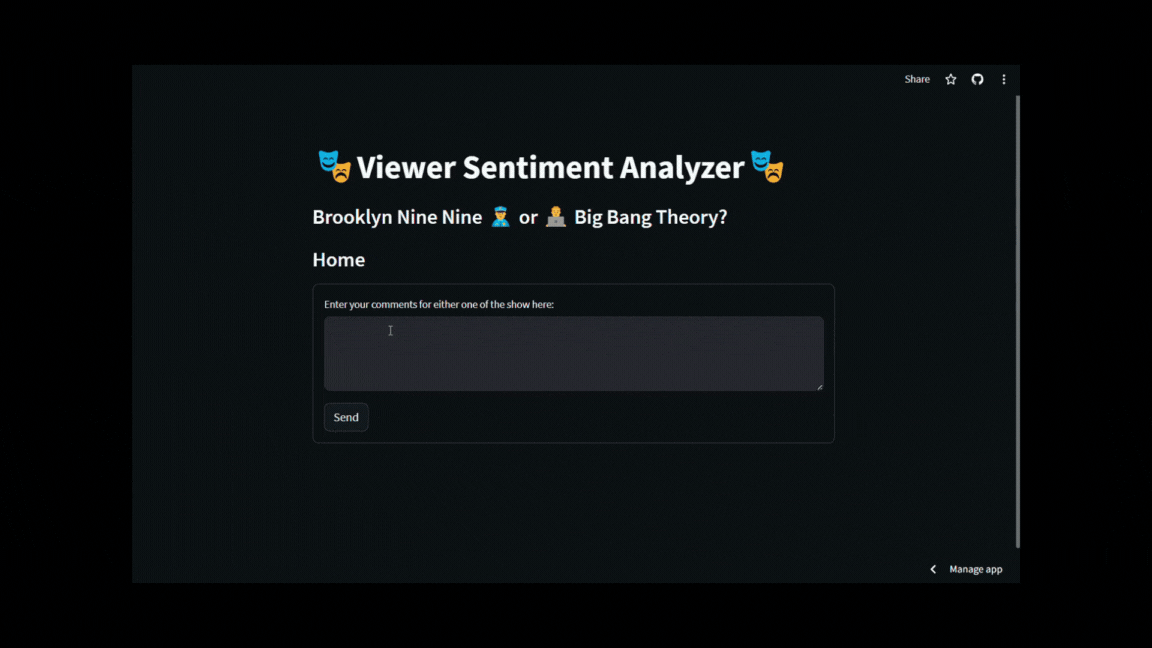 Share
🎭 Viewer Sentiment Analyzer 🎭
Brooklyn Nine Nine 👮 or 👨‍💻 Big Bang Theory?
Home
Enter your comments for either one of the show here:
Send
Manage app